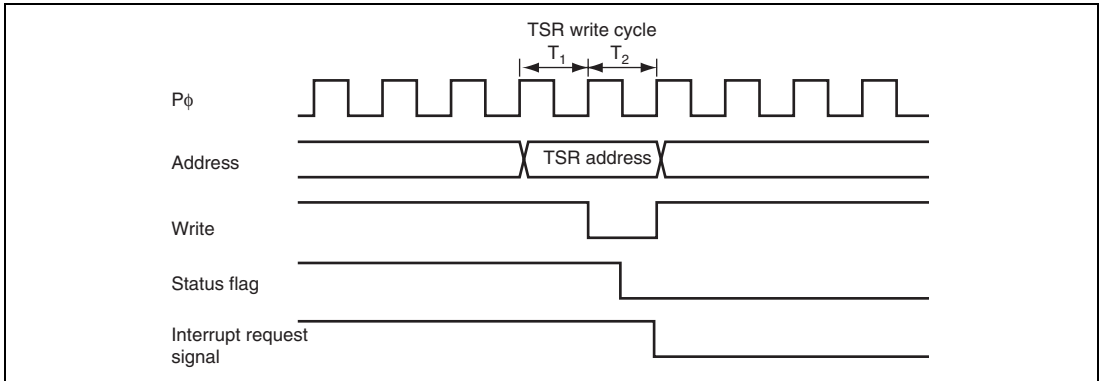 TSR write cycle
T1 T2
Pφ
Address
TSR address
Write
Status flag
Interrupt request
signal